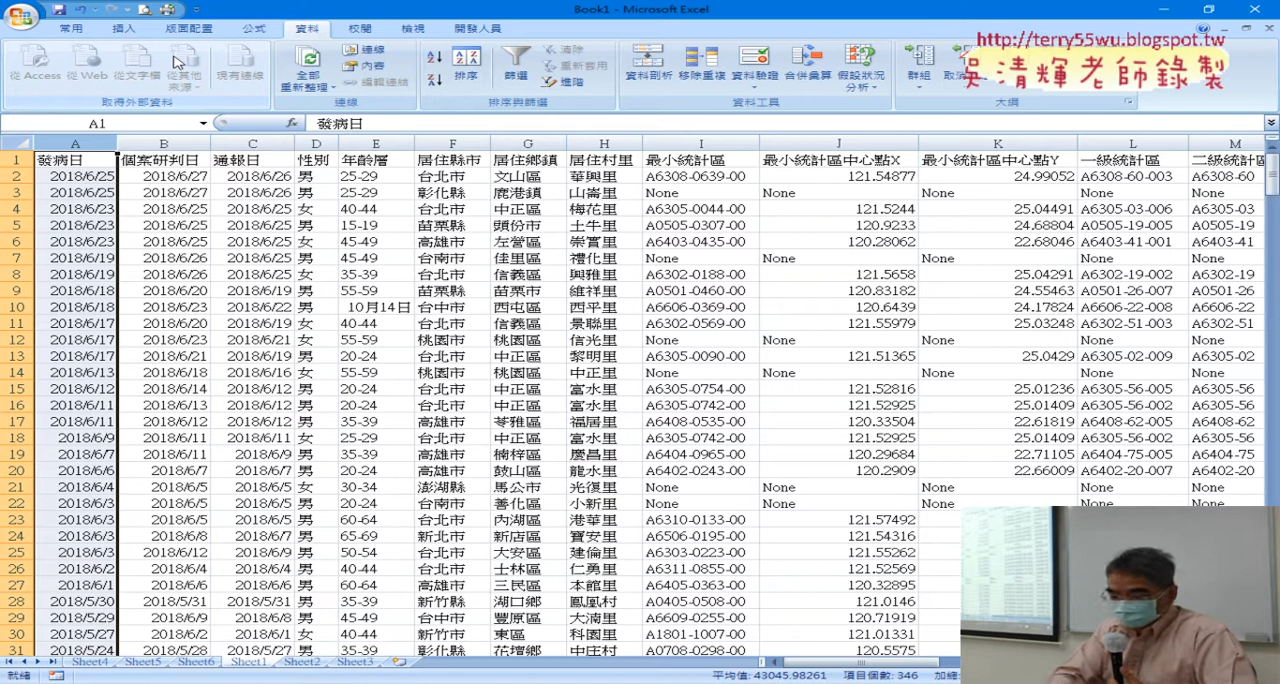 Book1 - Microsoft Excel
常用 插入 版面配置 公式 資料 校閱 檢視 開發人員
http://terry55wu.blogspot.tw
吳清輝老師錄製
從 Access 從 Web 從文字檔 從其他來源 現有連線 全部重新整理 連線 內容 編輯連結 排序 篩選 清除 重新套用 進階 資料剖析 移除重複 資料驗證 合併彙算 假設狀況分析 群組
取得外部資料 連線 排序與篩選 資料工具 大綱
A1 fx 發病日
A B C D E F G H I J K L M
1 發病日 個案研判日 通報日 性別 年齡層 居住縣市 居住鄉鎮 居住村里 最小統計區 最小統計區中心點X 最小統計區中心點Y 一級統計區 二級統計區
2 2018/6/25 2018/6/27 2018/6/26 男 25-29 台北市 文山區 華興里 A6308-0639-00 121.54877 24.99052 A6308-60-003 A6308-60
3 2018/6/25 2018/6/27 2018/6/26 男 25-29 彰化縣 鹿港鎮 山崙里 None None None None None
4 2018/6/23 2018/6/25 2018/6/25 女 40-44 台北市 中正區 梅花里 A6305-0044-00 121.5244 25.04491 A6305-03-006 A6305-03
5 2018/6/23 2018/6/25 2018/6/25 男 15-19 苗栗縣 頭份市 土牛里 A0505-0307-00 120.9233 24.68804 A0505-19-005 A0505-19
6 2018/6/23 2018/6/25 2018/6/25 女 45-49 高雄市 左營區 崇實里 A6403-0435-00 120.28062 22.68046 A6403-41-001 A6403-41
7 2018/6/19 2018/6/26 2018/6/25 男 45-49 台南市 佳里區 禮化里 None None None None None
8 2018/6/19 2018/6/26 2018/6/25 女 35-39 台北市 信義區 興雅里 A6302-0188-00 121.5658 25.04291 A6302-19-002 A6302-19
9 2018/6/18 2018/6/20 2018/6/19 男 55-59 苗栗縣 苗栗市 維祥里 A0501-0460-00 120.83182 24.55463 A0501-26-007 A0501-26
10 2018/6/18 2018/6/23 2018/6/22 男 10月14日 台中市 西屯區 西平里 A6606-0369-00 120.6439 24.17824 A6606-22-008 A6606-22
11 2018/6/17 2018/6/20 2018/6/19 女 40-44 台北市 信義區 景聯里 A6302-0569-00 121.55979 25.03248 A6302-51-003 A6302-51
12 2018/6/17 2018/6/23 2018/6/21 女 55-59 桃園市 桃園區 信光里 None None None None None
13 2018/6/17 2018/6/21 2018/6/19 男 20-24 台北市 中正區 黎明里 A6305-0090-00 121.51365 25.0429 A6305-02-009 A6305-02
14 2018/6/13 2018/6/18 2018/6/16 女 55-59 桃園市 桃園區 中正里 None None None None None
15 2018/6/12 2018/6/14 2018/6/12 男 20-24 台北市 中正區 富水里 A6305-0754-00 121.52816 25.01236 A6305-56-005 A6305-56
16 2018/6/11 2018/6/13 2018/6/12 男 20-24 台北市 中正區 富水里 A6305-0742-00 121.52925 25.01409 A6305-56-002 A6305-56
17 2018/6/11 2018/6/12 2018/6/12 男 35-39 高雄市 苓雅區 福居里 A6408-0535-00 120.33504 22.61819 A6408-62-005 A6408-62
18 2018/6/9 2018/6/11 2018/6/11 女 25-29 台北市 中正區 富水里 A6305-0742-00 121.52925 25.01409 A6305-56-002 A6305-56
19 2018/6/7 2018/6/11 2018/6/9 男 35-39 高雄市 楠梓區 慶昌里 A6404-0965-00 120.29684 22.71105 A6404-75-005 A6404-75
20 2018/6/6 2018/6/7 2018/6/7 男 20-24 高雄市 鼓山區 龍水里 A6402-0243-00 120.2909 22.66009 A6402-20-007 A6402-20
21 2018/6/4 2018/6/5 2018/6/5 女 30-34 澎湖縣 馬公市 光復里 None None None None None
22 2018/6/3 2018/6/5 2018/6/5 男 20-24 台南市 善化區 小新里 None None None None None
23 2018/6/3 2018/6/5 2018/6/5 男 60-64 台北市 內湖區 港華里 A6310-0133-00 121.57492
24 2018/6/3 2018/6/8 2018/6/7 男 65-69 新北市 新店區 寶安里 A6506-0195-00 121.54316
25 2018/6/3 2018/6/12 2018/6/9 男 50-54 台北市 大安區 建倫里 A6303-0223-00 121.55262
26 2018/6/2 2018/6/4 2018/6/4 男 40-44 台北市 士林區 仁勇里 A6311-0855-00 121.52569
27 2018/6/1 2018/6/6 2018/6/6 男 60-64 高雄市 三民區 本館里 A6405-0363-00 120.32895
28 2018/5/30 2018/5/31 2018/5/31 男 35-39 新竹縣 湖口鄉 鳳凰村 A0405-0508-00 121.0146
29 2018/5/29 2018/6/9 2018/6/8 男 45-49 台中市 豐原區 大湳里 A6609-0255-00 120.71919
30 2018/5/27 2018/6/2 2018/6/1 女 40-44 新竹市 東區 科園里 A1801-1007-00 121.01331
31 2018/5/24 2018/5/28 2018/5/27 男 35-39 彰化縣 花壇鄉 中庄村 A0708-0298-00 120.5575
Sheet4 Sheet5 Sheet6 Sheet1 Sheet2 Sheet3
就緒 平均值: 43045.98261 項目個數: 346 加總: